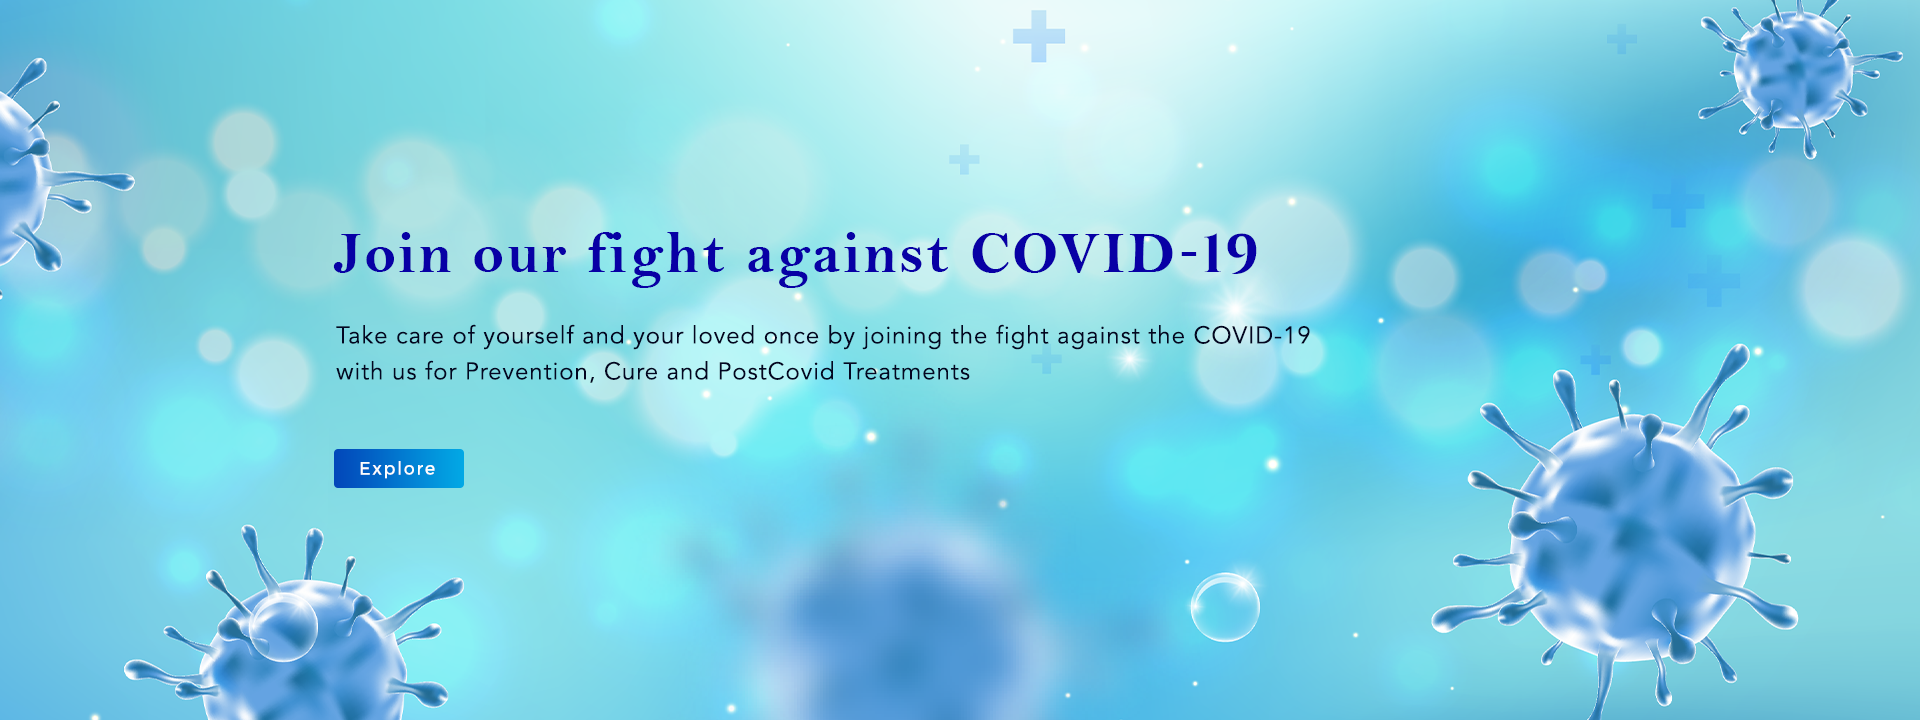 Join our fight against COVID-19
Take care of yourself and your loved once by joining the fight against the COVID-19
with us for Prevention, Cure and PostCovid Treatments
Explore